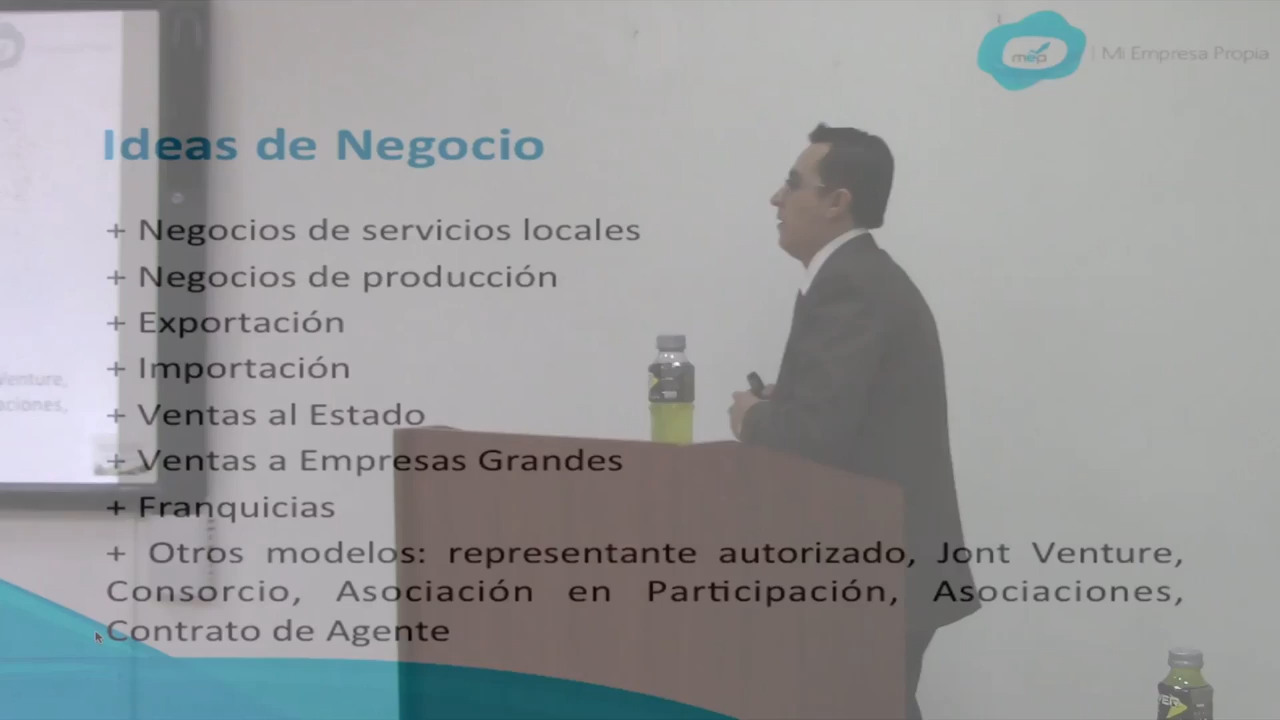 mep
| Mi Empresa Propia
Ideas de Negocio
+ Negocios de servicios locales
+ Negocios de producción
+ Exportación
+ Importación
+ Ventas al Estado
+ Ventas a Empresas Grandes
+ Franquicias
+ Otros modelos: representante autorizado, Jont Venture,
Consorcio, Asociación en Participación, Asociaciones,
Contrato de Agente
Venture,